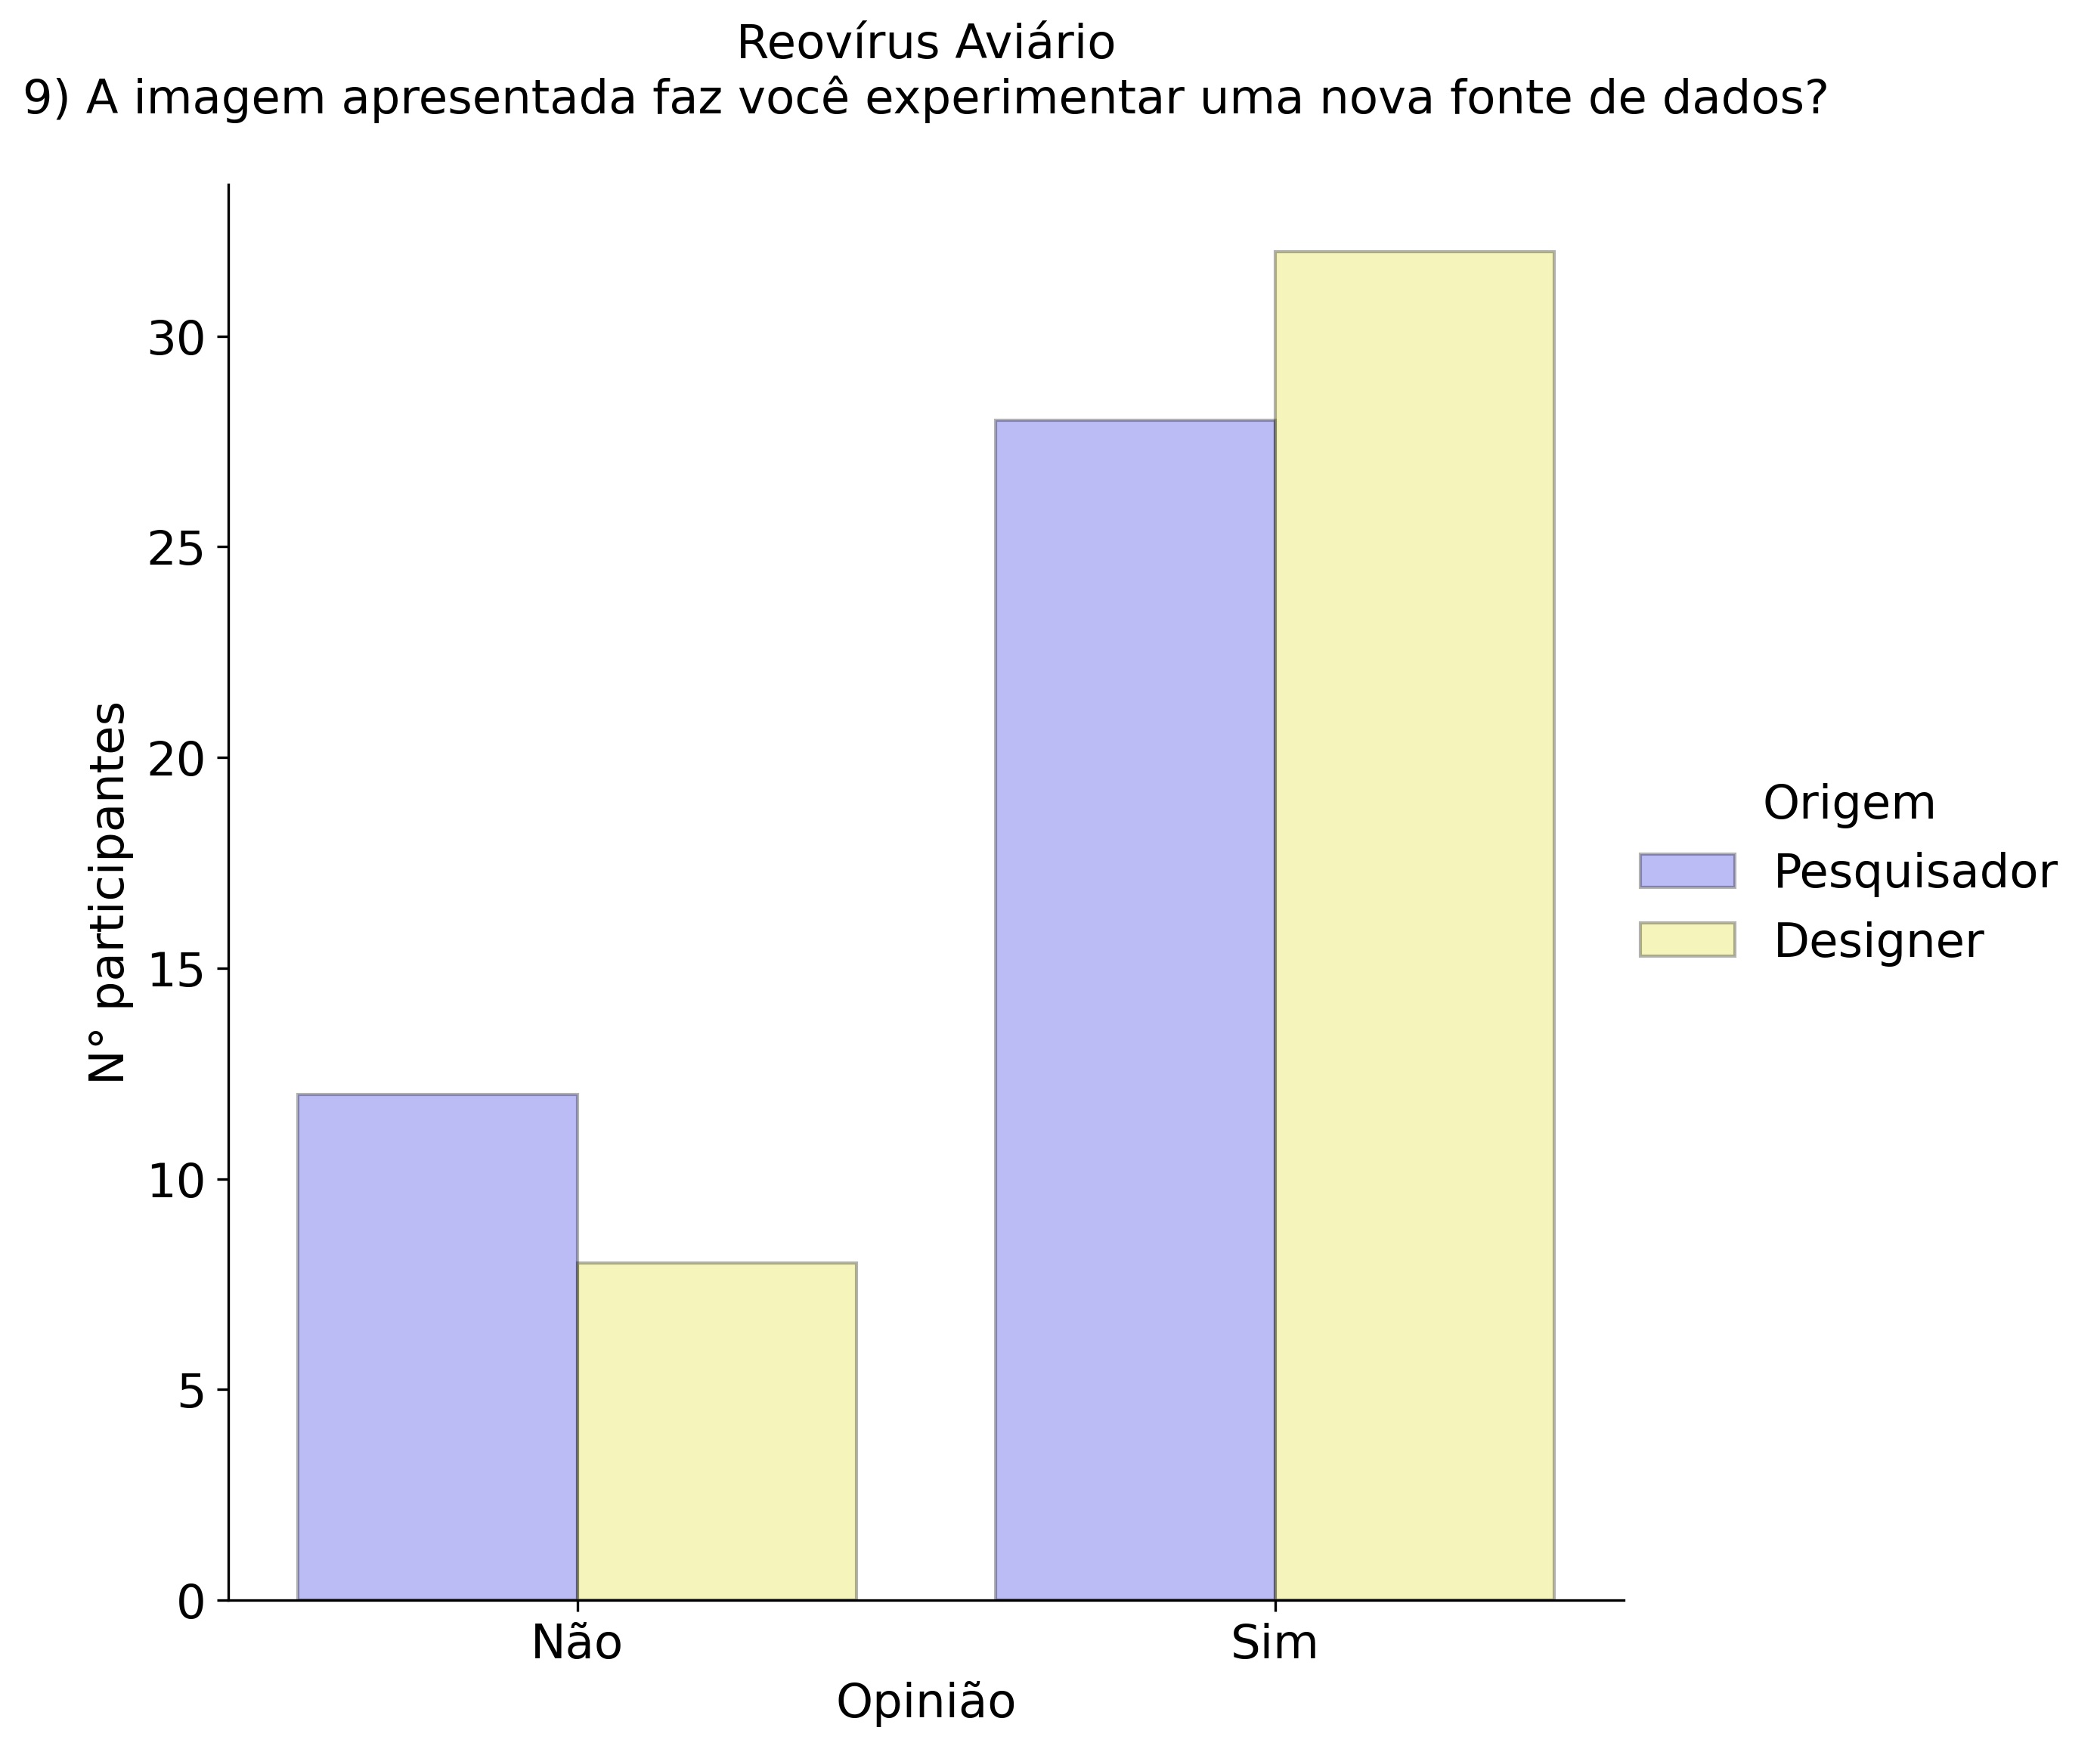 Reovírus Aviário
9) A imagem apresentada faz você experimentar uma nova fonte de dados?
N° participantes
30
25
20
15
10
5
0
Não
Sim
Opinião
Origem
Pesquisador
Designer